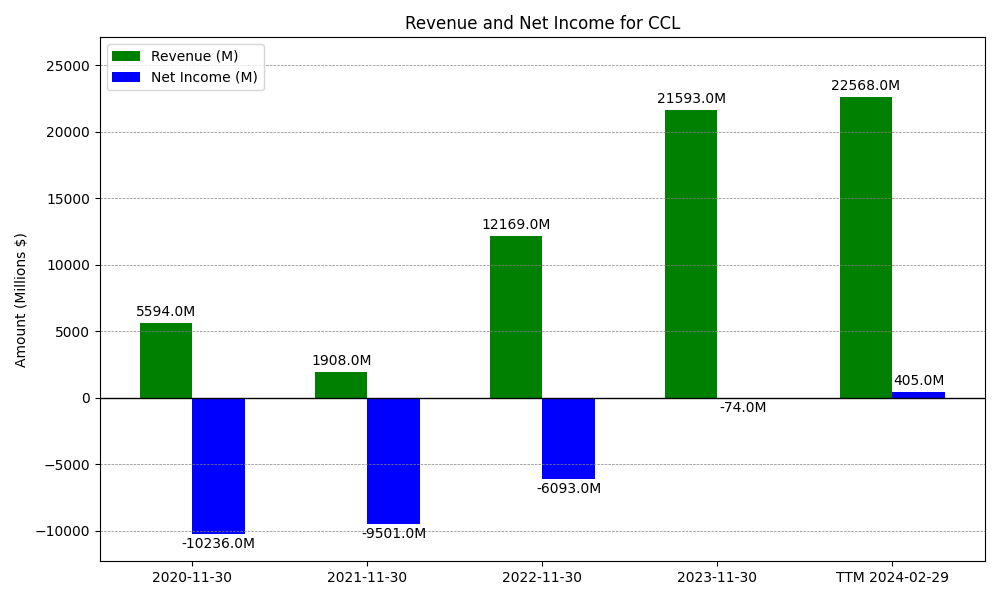 Revenue and Net Income for CCL
Revenue (M)
Net Income (M)
Amount (Millions $)
25000
20000
15000
10000
5000
0
−5000
−10000
5594.0M
-10236.0M
1908.0M
-9501.0M
12169.0M
-6093.0M
21593.0M
-74.0M
22568.0M
405.0M
2020-11-30
2021-11-30
2022-11-30
2023-11-30
TTM 2024-02-29